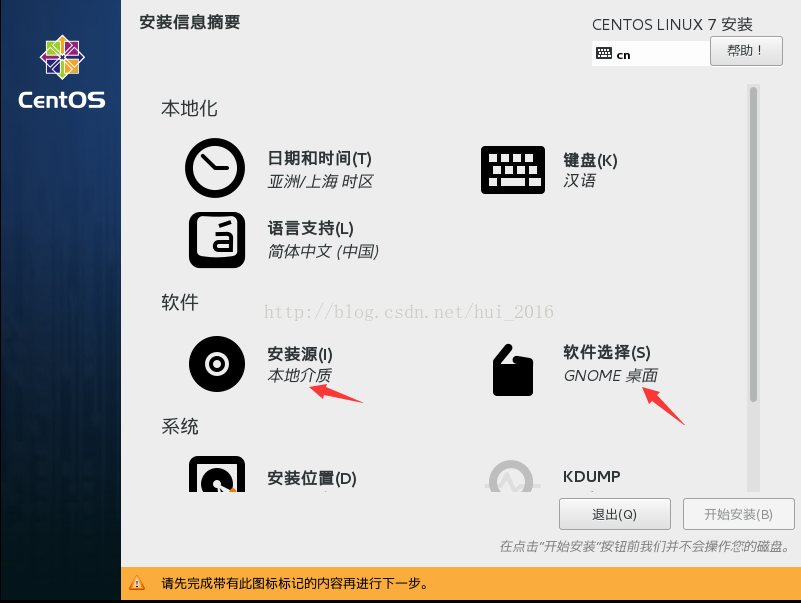 安装信息摘要
CENTOS LINUX 7 安装
cn
帮助！
CentOS
本地化
日期和时间(T)
亚洲/上海 时区
键盘(K)
汉语
语言支持(L)
简体中文 (中国)
软件
http://blog.csdn.net/hui_2016
安装源(I)
本地介质
软件选择(S)
GNOME 桌面
系统
安装位置(D)
KDUMP
退出(Q)
开始安装(B)
在点击"开始安装"按钮前我们并不会操作您的磁盘。
请先完成带有此图标标记的内容再进行下一步。